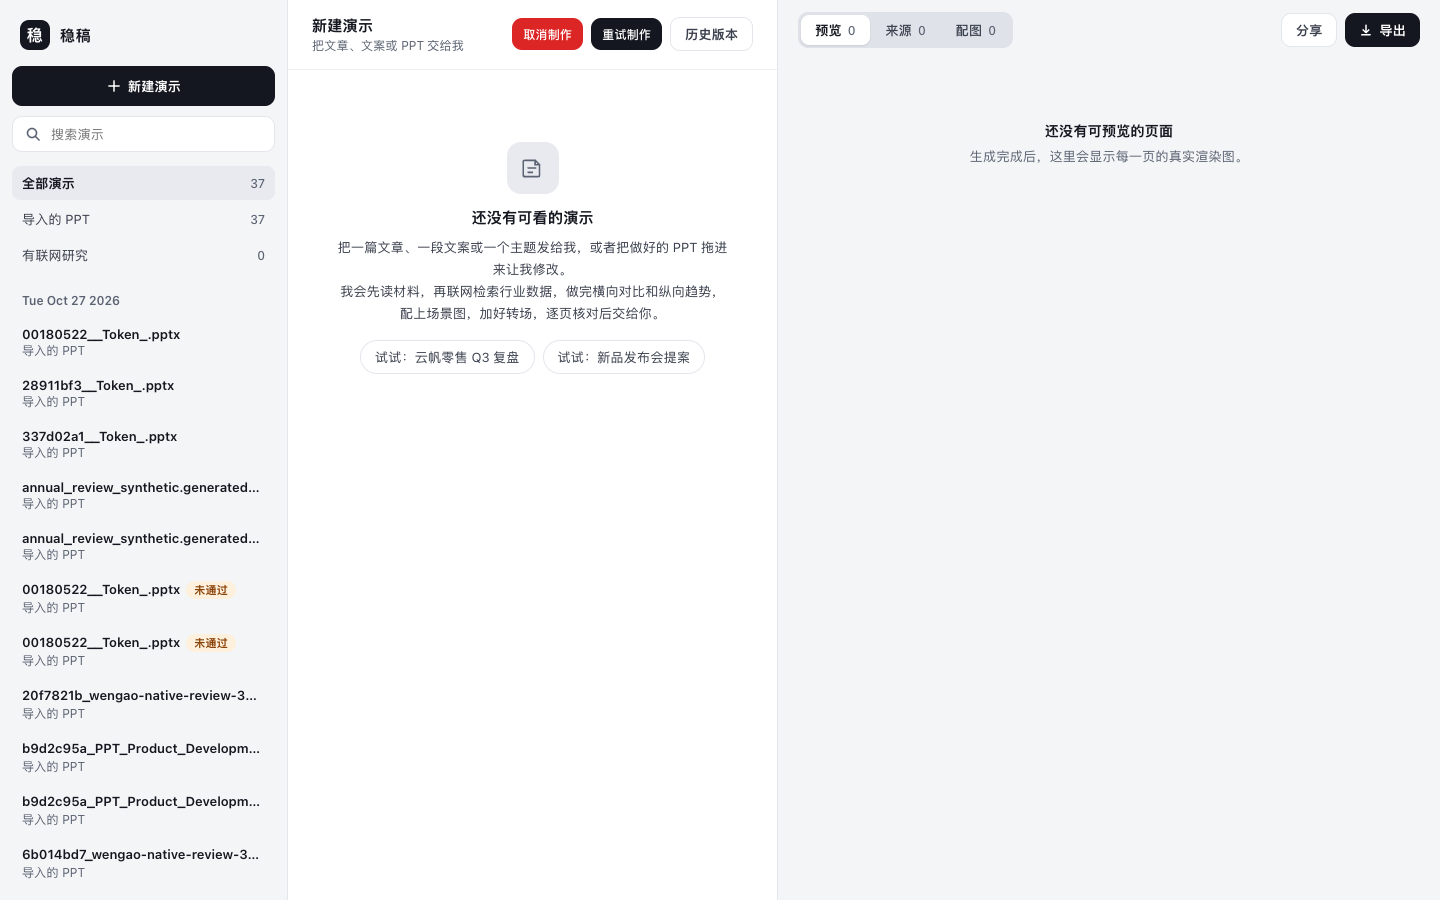 稳 稳稿
新建演示
搜索演示
全部演示 37
导入的 PPT 37
有联网研究 0
Tue Oct 27 2026
00180522__Token_.pptx
导入的 PPT
28911bf3__Token_.pptx
导入的 PPT
337d02a1__Token_.pptx
导入的 PPT
annual_review_synthetic.generated...
导入的 PPT
annual_review_synthetic.generated...
导入的 PPT
00180522__Token_.pptx 未通过
导入的 PPT
00180522__Token_.pptx 未通过
导入的 PPT
20f7821b_wengao-native-review-3...
导入的 PPT
b9d2c95a_PPT_Product_Developm...
导入的 PPT
b9d2c95a_PPT_Product_Developm...
导入的 PPT
6b014bd7_wengao-native-review-3...
导入的 PPT
新建演示
把文章、文案或 PPT 交给我
取消制作 重试制作 历史版本
还没有可看的演示
把一篇文章、一段文案或一个主题发给我，或者把做好的 PPT 拖进
来让我修改。
我会先读材料，再联网检索行业数据，做完横向对比和纵向趋势，
配上场景图，加好转场，逐页核对后交给你。
试试：云帆零售 Q3 复盘 试试：新品发布会提案
预览 0 来源 0 配图 0
分享 导出
还没有可预览的页面
生成完成后，这里会显示每一页的真实渲染图。